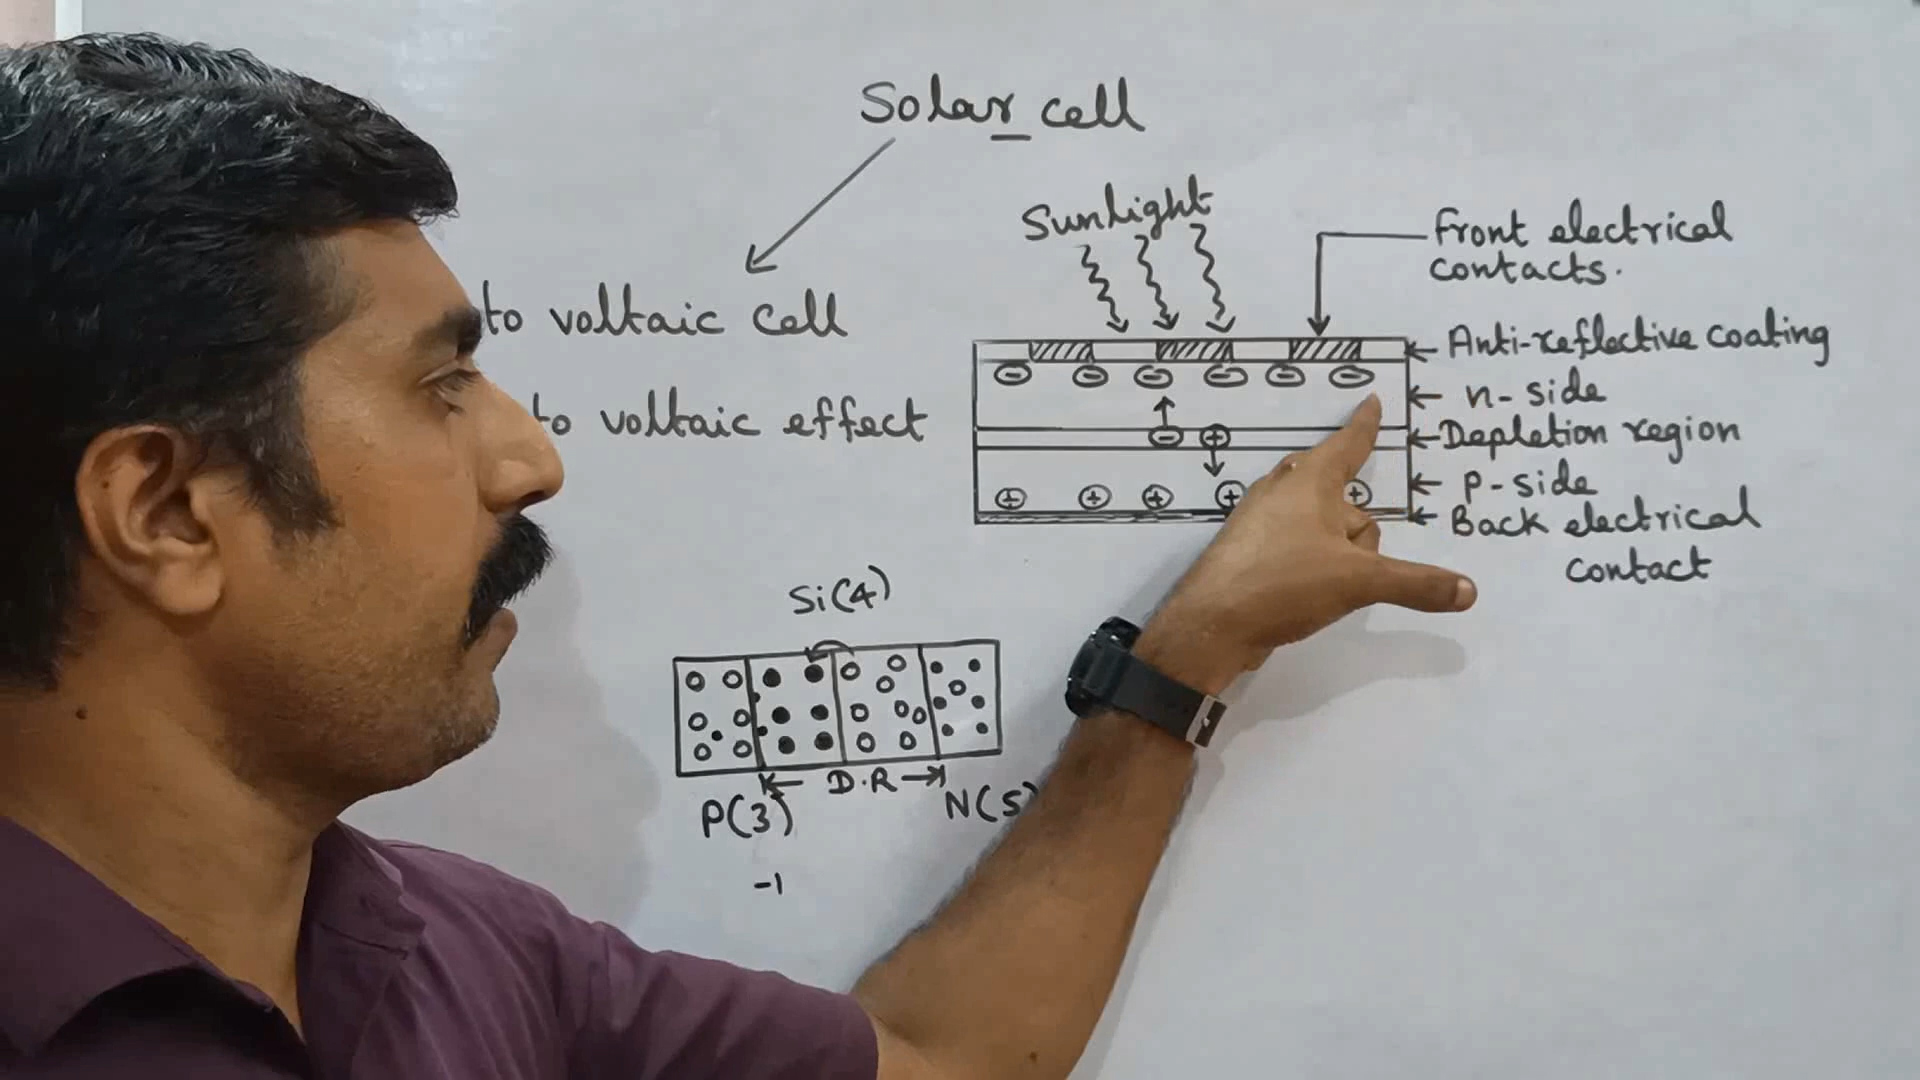 Solar cell
Sunlight
Front electrical
contacts.
to voltaic cell
Anti-reflective coating
n-side
to voltaic effect
Depletion region
p-side
Back electrical
contact
Si(4)
D.R
P(3)
N(5)
-1